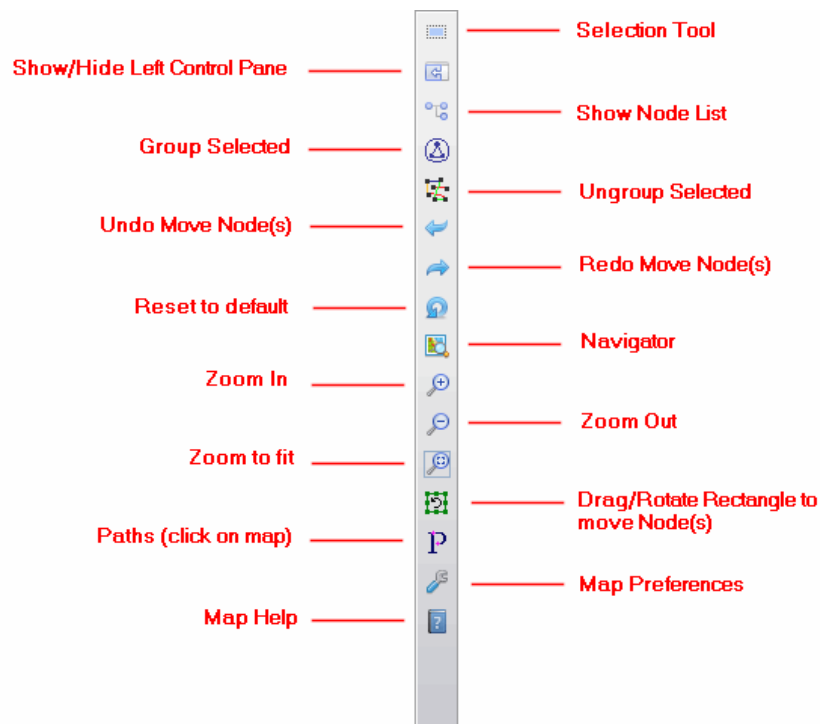 Selection Tool
Show/Hide Left Control Pane
Show Node List
Group Selected
Ungroup Selected
Undo Move Node(s)
Redo Move Node(s)
Reset to default
Navigator
Zoom In
Zoom Out
Zoom to fit
Drag/Rotate Rectangle to
move Node(s)
Paths (click on map)
P
Map Preferences
Map Help
?